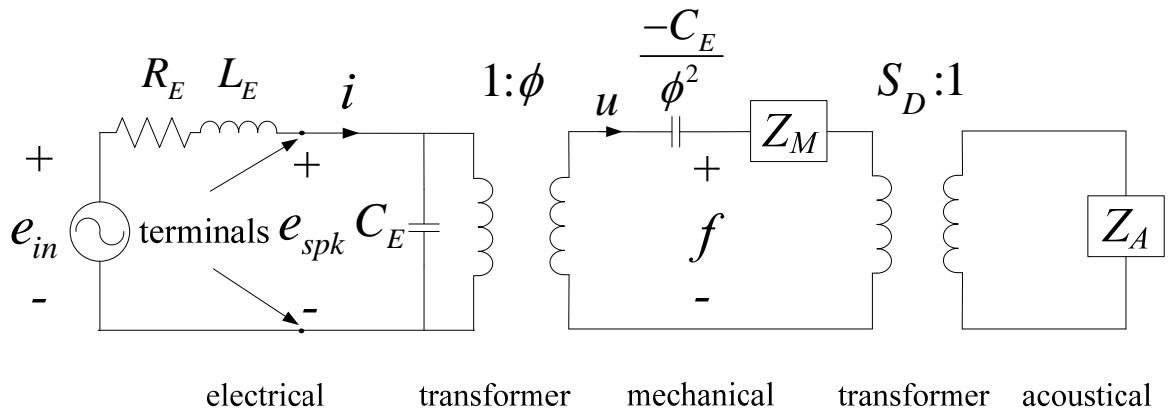 R_E L_E i 1:ϕ u -C_E/ϕ² S_D:1
Z_M
+ + +
e_in terminals e_spk C_E f Z_A
- - -
electrical transformer mechanical transformer acoustical